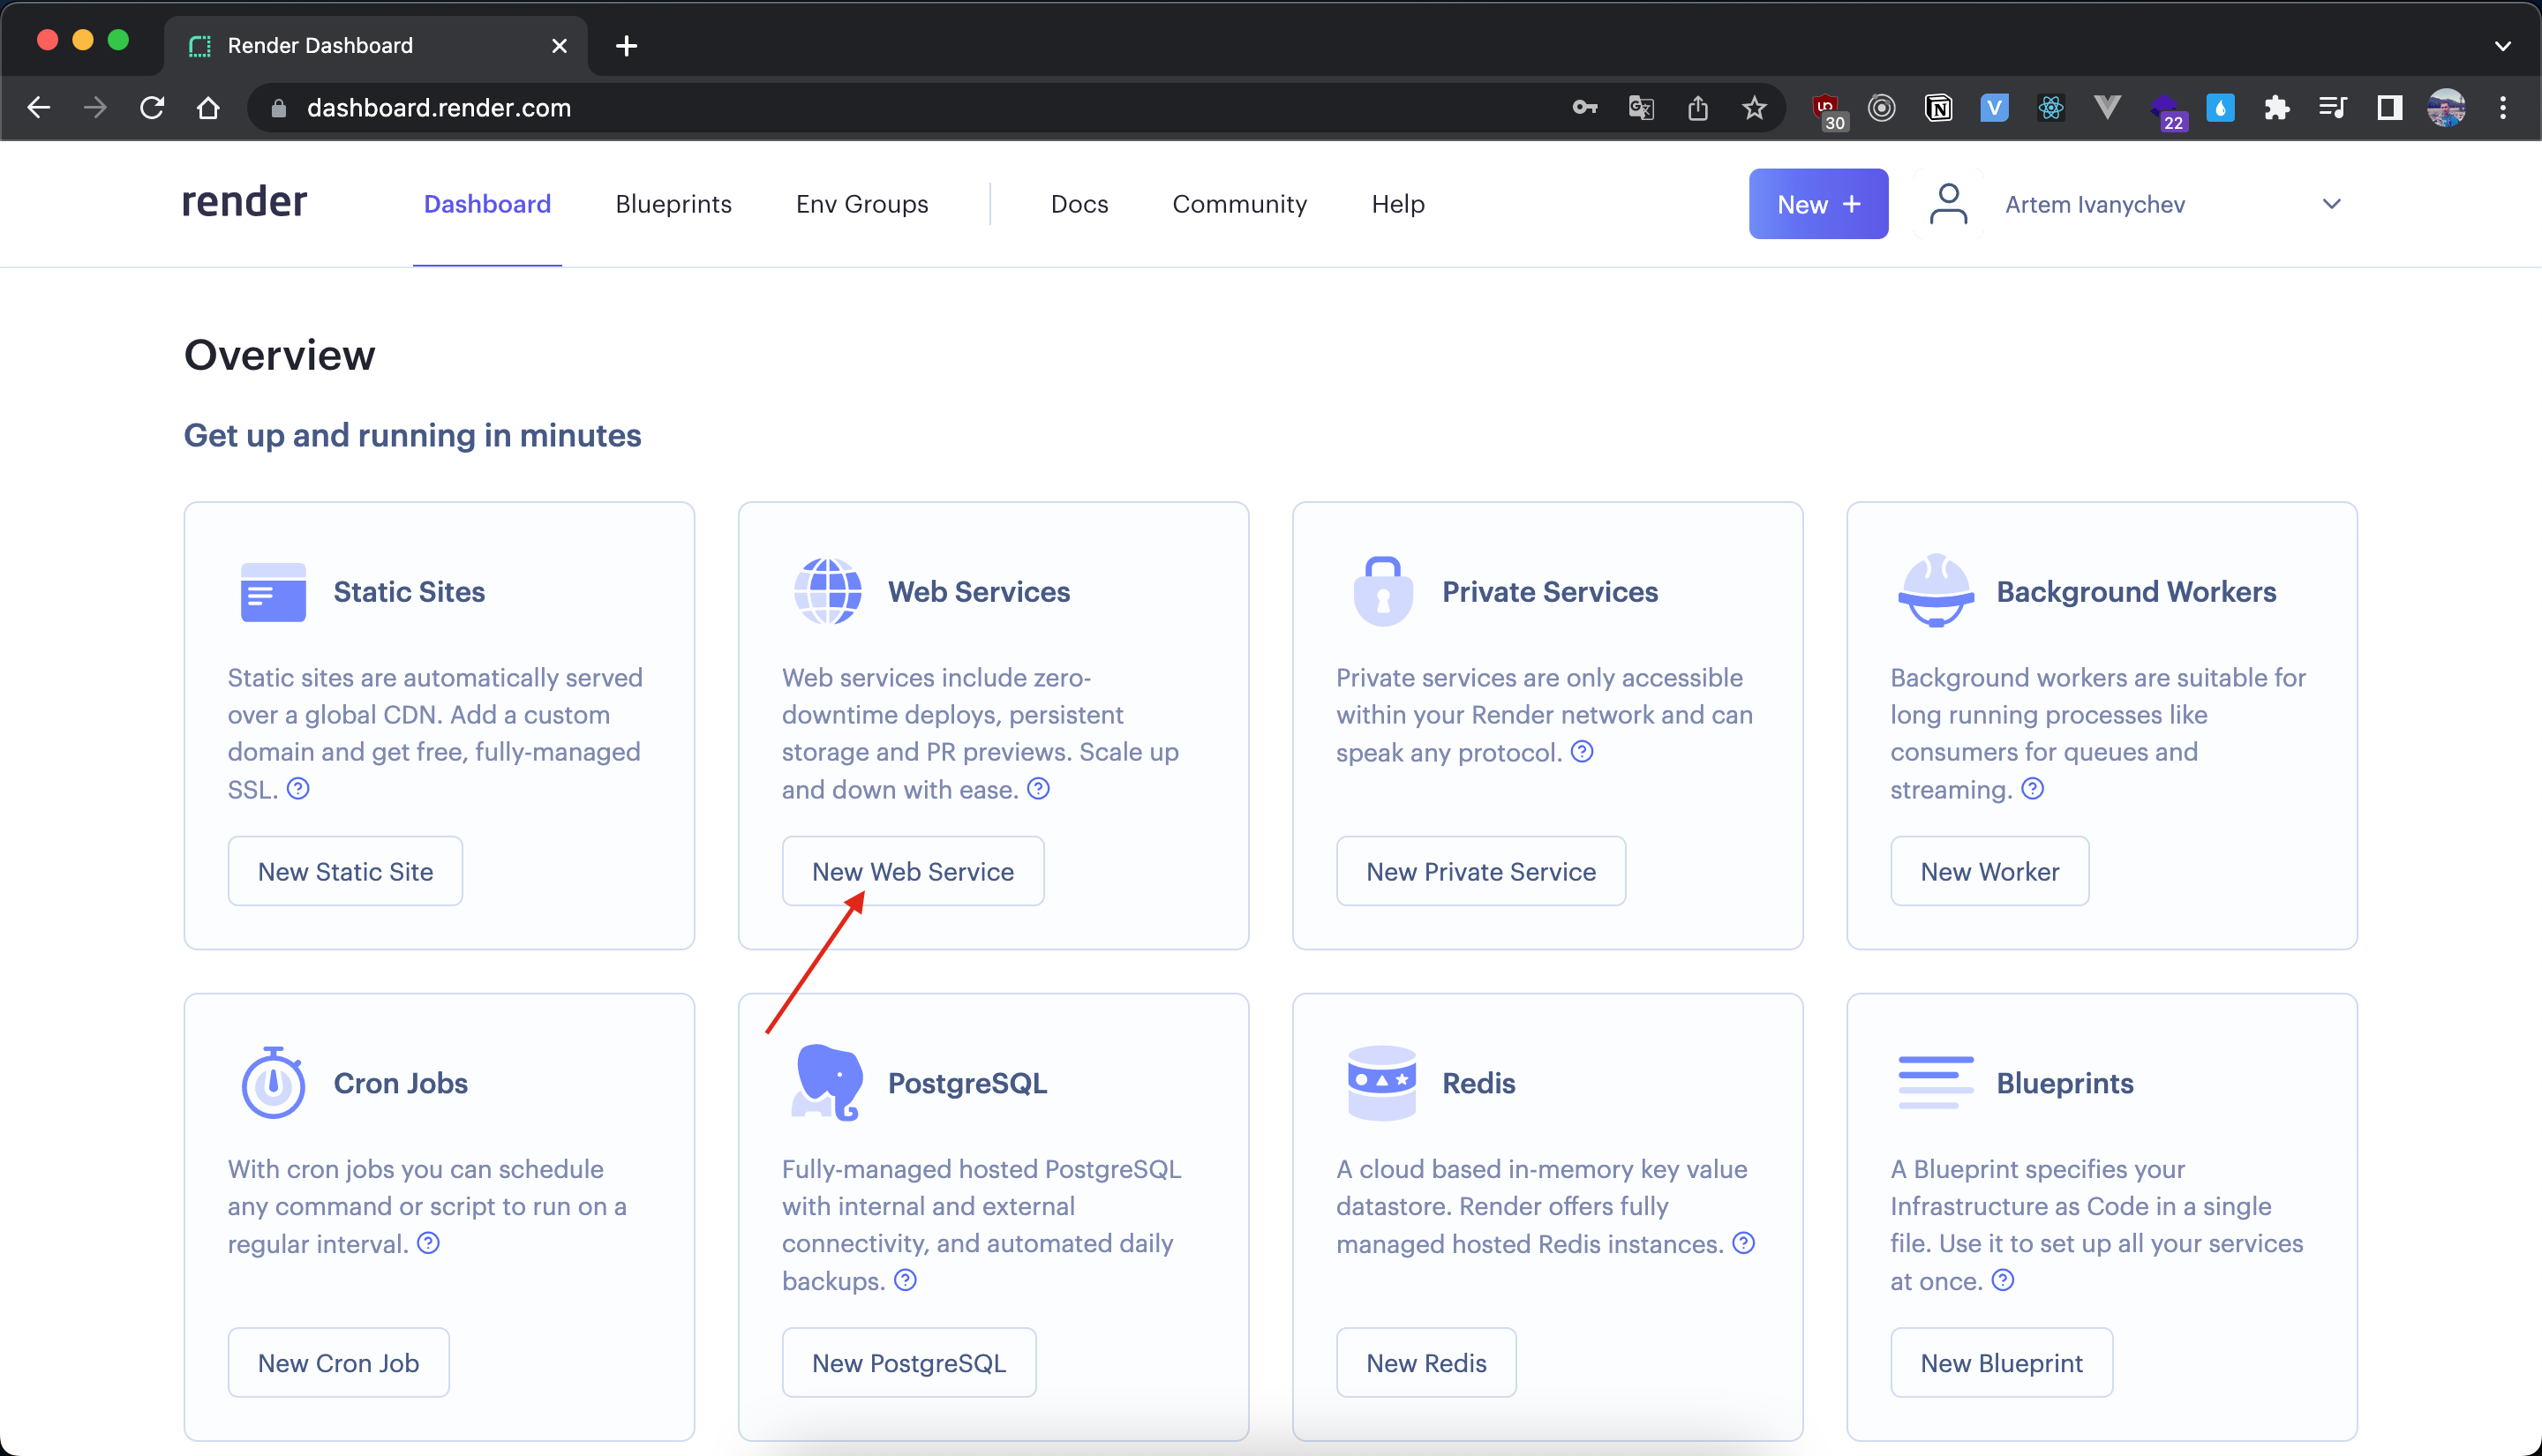 Render Dashboard
dashboard.render.com
30
22
render
Dashboard
Blueprints
Env Groups
Docs
Community
Help
New +
Artem Ivanychev
Overview
Get up and running in minutes
Static Sites
Static sites are automatically served
over a global CDN. Add a custom
domain and get free, fully-managed
SSL.
New Static Site
Web Services
Web services include zero-
downtime deploys, persistent
storage and PR previews. Scale up
and down with ease.
New Web Service
Private Services
Private services are only accessible
within your Render network and can
speak any protocol.
New Private Service
Background Workers
Background workers are suitable for
long running processes like
consumers for queues and
streaming.
New Worker
Cron Jobs
With cron jobs you can schedule
any command or script to run on a
regular interval.
New Cron Job
PostgreSQL
Fully-managed hosted PostgreSQL
with internal and external
connectivity, and automated daily
backups.
New PostgreSQL
Redis
A cloud based in-memory key value
datastore. Render offers fully
managed hosted Redis instances.
New Redis
Blueprints
A Blueprint specifies your
Infrastructure as Code in a single
file. Use it to set up all your services
at once.
New Blueprint